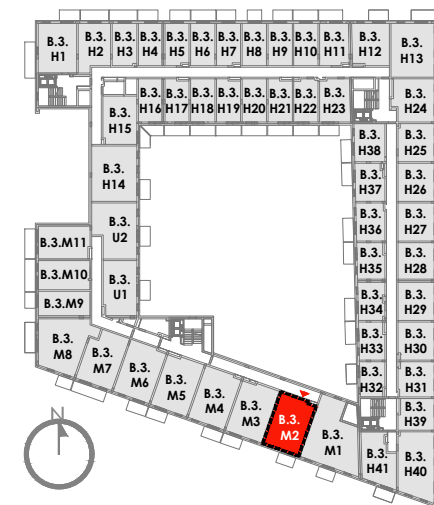 B.3.
H1
B.3.
H2
B.3.
H3
B.3.
H4
B.3.
H5
B.3.
H6
B.3.
H7
B.3.
H8
B.3.
H9
B.3.
H10
B.3.
H11
B.3.
H12
B.3.
H13
B.3.
H15
B.3.
H16
B.3.
H17
B.3.
H18
B.3.
H19
B.3.
H20
B.3.
H21
B.3.
H22
B.3.
H23
B.3.
H24
B.3.
H38
B.3.
H25
B.3.
H14
B.3.
H37
B.3.
H26
B.3.
U2
B.3.
H36
B.3.
H27
B.3.M11
B.3.
H35
B.3.
H28
B.3.M10
B.3.
U1
B.3.
H34
B.3.
H29
B.3.M9
B.3.
H33
B.3.
H30
B.3.
M8
B.3.
M7
B.3.
M6
B.3.
M5
B.3.
M4
B.3.
M3
B.3.
M2
B.3.
M1
B.3.
H32
B.3.
H31
B.3.
H39
B.3.
H41
B.3.
H40
N